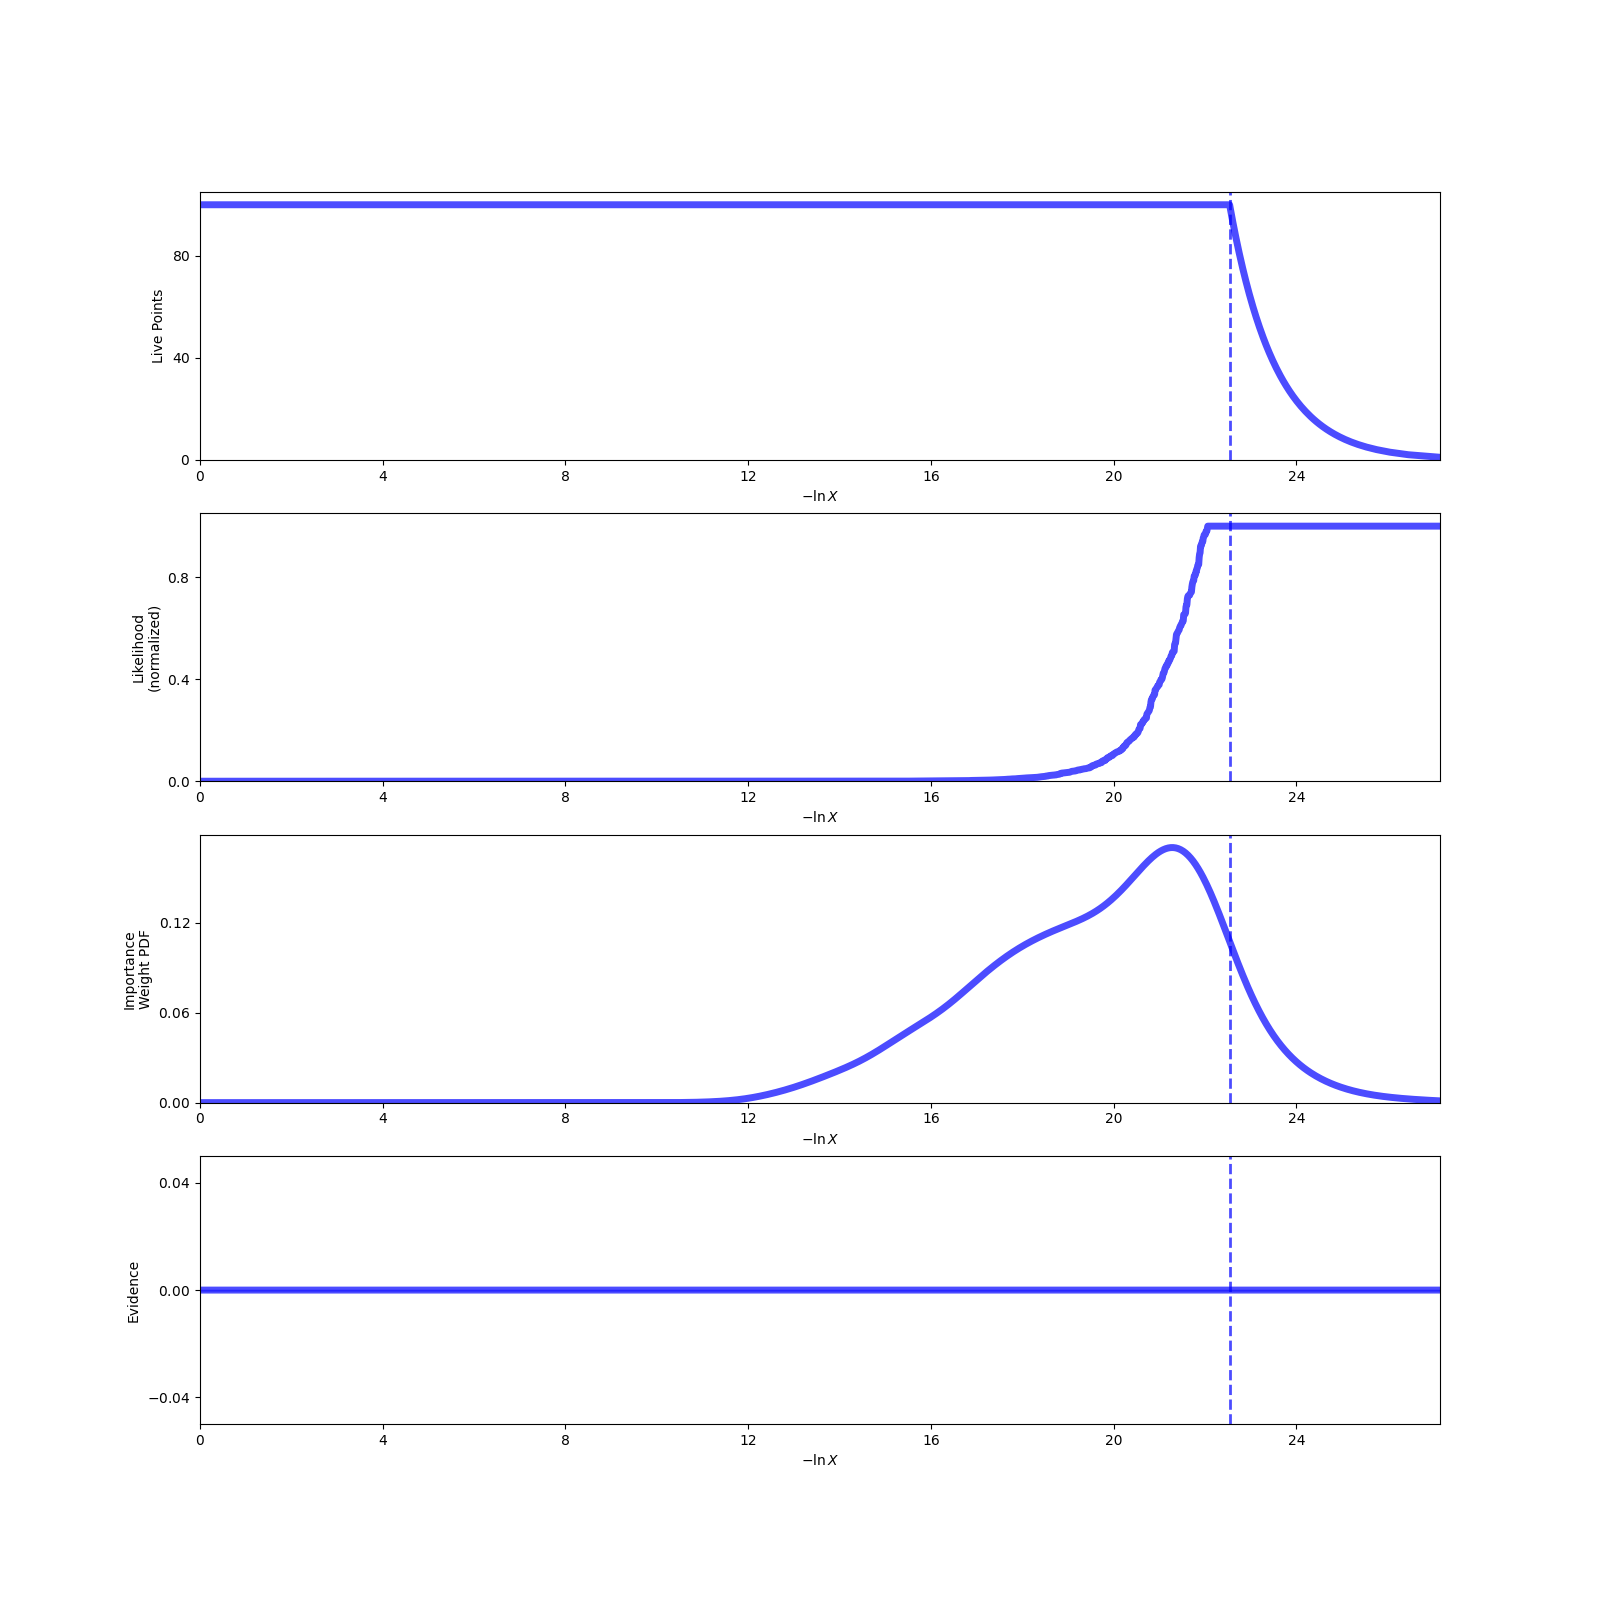 Live Points
80
40
0
0 4 8 12 16 20 24
−ln X
Likelihood
(normalized)
0.8
0.4
0.0
0 4 8 12 16 20 24
−ln X
Importance
Weight PDF
0.12
0.06
0.00
0 4 8 12 16 20 24
−ln X
Evidence
0.04
0.00
−0.04
0 4 8 12 16 20 24
−ln X